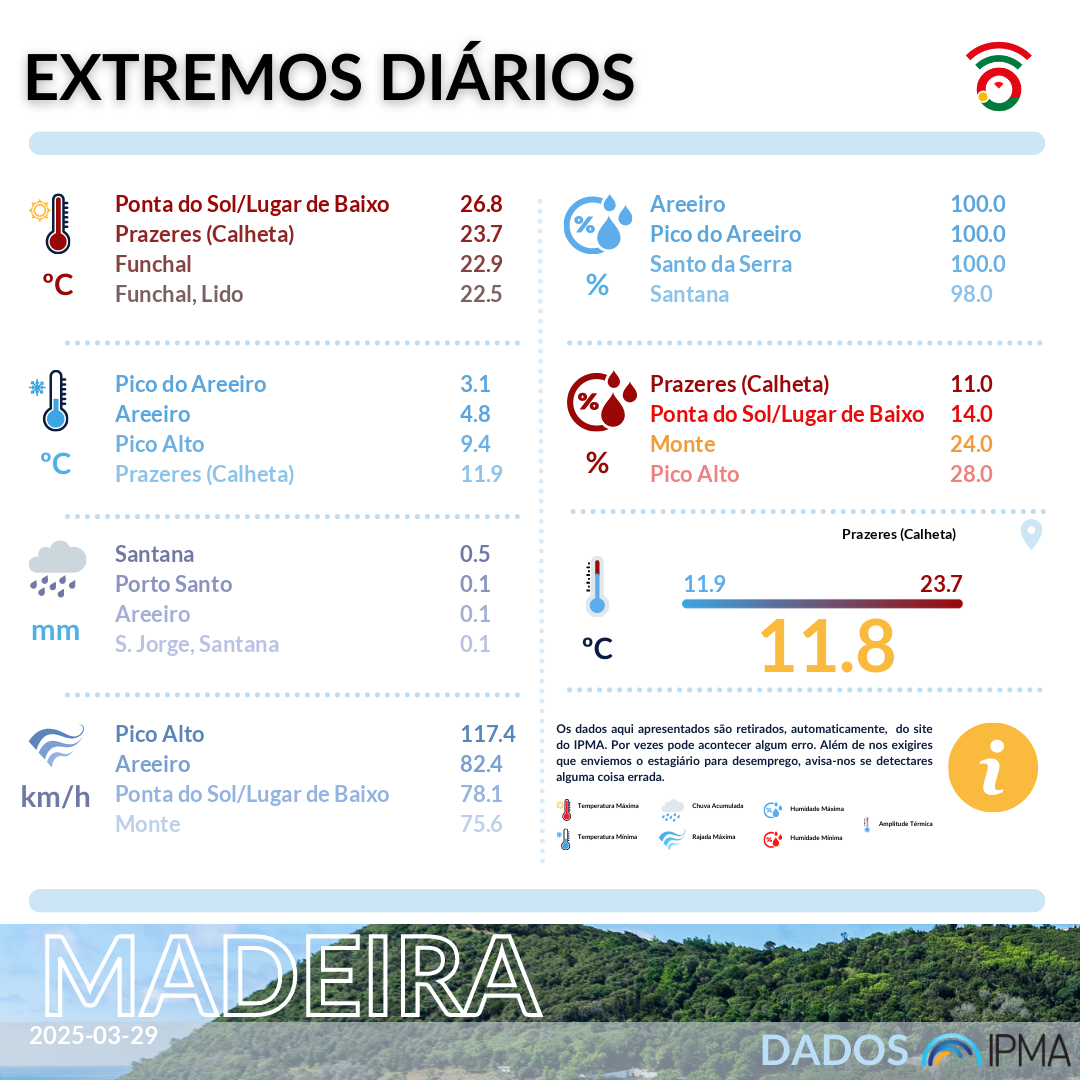 EXTREMOS DIÁRIOS
Ponta do Sol/Lugar de Baixo 26.8
Prazeres (Calheta) 23.7
Funchal 22.9
Funchal, Lido 22.5
ºC
Pico do Areeiro 3.1
Areeiro 4.8
Pico Alto 9.4
Prazeres (Calheta) 11.9
ºC
Santana 0.5
Porto Santo 0.1
Areeiro 0.1
S. Jorge, Santana 0.1
mm
Pico Alto 117.4
Areeiro 82.4
Ponta do Sol/Lugar de Baixo 78.1
Monte 75.6
km/h
%
Areeiro 100.0
Pico do Areeiro 100.0
Santo da Serra 100.0
Santana 98.0
%
%
Prazeres (Calheta) 11.0
Ponta do Sol/Lugar de Baixo 14.0
Monte 24.0
Pico Alto 28.0
%
Prazeres (Calheta)
11.9 23.7
11.8
ºC
Os dados aqui apresentados são retirados, automaticamente, do site
do IPMA. Por vezes pode acontecer algum erro. Além de nos exigires
que enviemos o estagiário para desemprego, avisa-nos se detectares
alguma coisa errada.
i
Temperatura Máxima
Chuva Acumulada
% Humidade Máxima
Amplitude Térmica
Temperatura Mínima
Rajada Máxima
% Humidade Mínima
MADEIRA
2025-03-29
DADOS IPMA